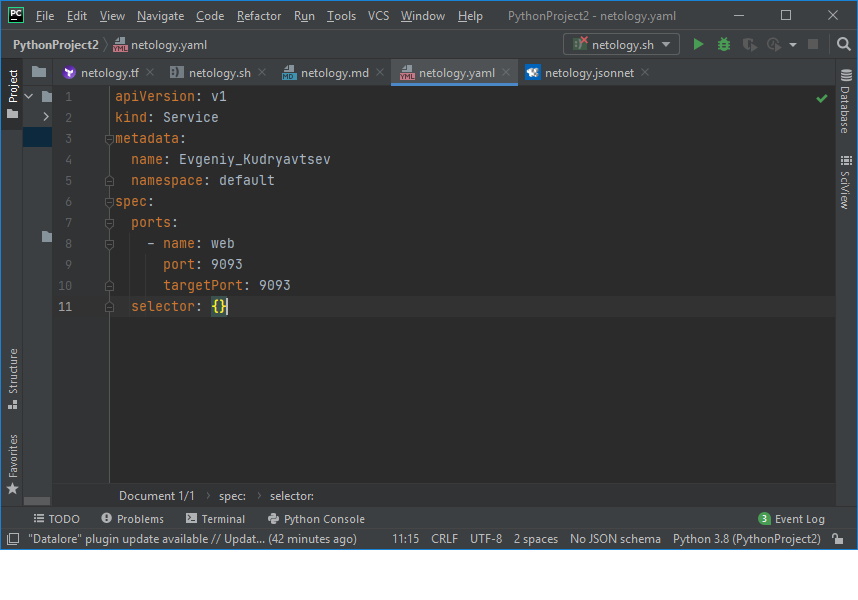 PC File Edit View Navigate Code Refactor Run Tools VCS Window Help PythonProject2 - netology.yaml
PythonProject2 YML netology.yaml netology.sh
netology.tf netology.sh MD netology.md YML netology.yaml netology.jsonnet
Project
Structure
Favorites
Database
SciView
1 apiVersion: v1
2 kind: Service
3 metadata:
4 name: Evgeniy_Kudryavtsev
5 namespace: default
6 spec:
7 ports:
8 - name: web
9 port: 9093
10 targetPort: 9093
11 selector: {}
Document 1/1 spec: selector:
TODO Problems Terminal Python Console 3 Event Log
"Datalore" plugin update available // Updat... (42 minutes ago) 11:15 CRLF UTF-8 2 spaces No JSON schema Python 3.8 (PythonProject2)